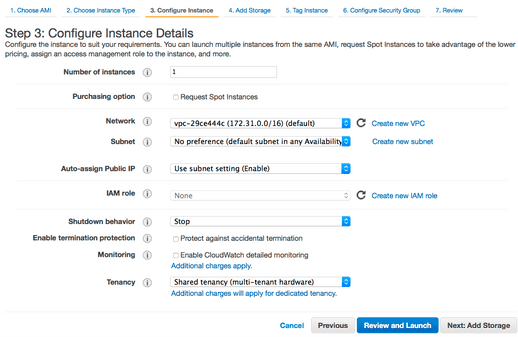 1. Choose AMI 2. Choose Instance Type 3. Configure Instance 4. Add Storage 5. Tag Instance 6. Configure Security Group 7. Review
Step 3: Configure Instance Details
Configure the instance to suit your requirements. You can launch multiple instances from the same AMI, request Spot Instances to take advantage of the lower
pricing, assign an access management role to the instance, and more.
Number of instances 1
Purchasing option Request Spot Instances
Network vpc-29ce444c (172.31.0.0/16) (default) Create new VPC
Subnet No preference (default subnet in any Availability Create new subnet
Auto-assign Public IP Use subnet setting (Enable)
IAM role None Create new IAM role
Shutdown behavior Stop
Enable termination protection Protect against accidental termination
Monitoring Enable CloudWatch detailed monitoring
Additional charges apply.
Tenancy Shared tenancy (multi-tenant hardware)
Additional charges will apply for dedicated tenancy.
Cancel Previous Review and Launch Next: Add Storage